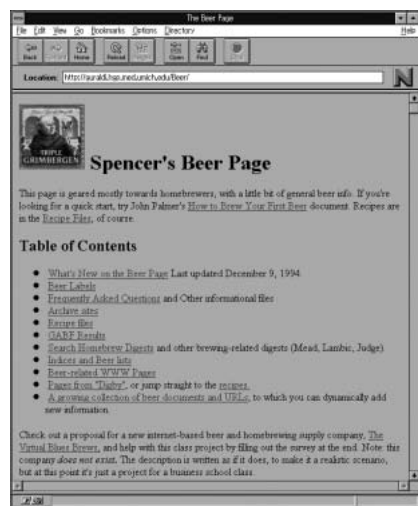 The Beer Page
File Edit View Go Bookmarks Options Directory Help
Back Home Reload Open Find
Location:
N
TRIPLE
GRIMBERGEN
Spencer's Beer Page
This page is geared mostly towards homebrewers, with a little bit of general beer info. If you're
looking for a quick start, try John Palmer's How to Brew Your First Beer document. Recipes are
in the Recipe Files, of course.
Table of Contents
What's New on the Beer Page Last updated December 9, 1994.
Beer Labels
Frequently Asked Questions and Other informational files
Archive sites
Recipe files
GABF Results
Search Homebrew Digests and other brewing-related digests (Mead, Lambic, Judge).
Indices and Beer lists
Beer-related WWW Pages
Pages from "Digby", or jump straight to the recipes.
A growing collection of beer documents and URLs, to which you can dynamically add
new information.
Check out a proposal for a new internet-based beer and homebrewing supply company, The
Virtual Blues Brews, and help with this class project by filling out the survey at the end. Note: this
company does not exist. The description is written as if it does, to make it a realistic scenario,
but at this point it's just a project for a business school class.